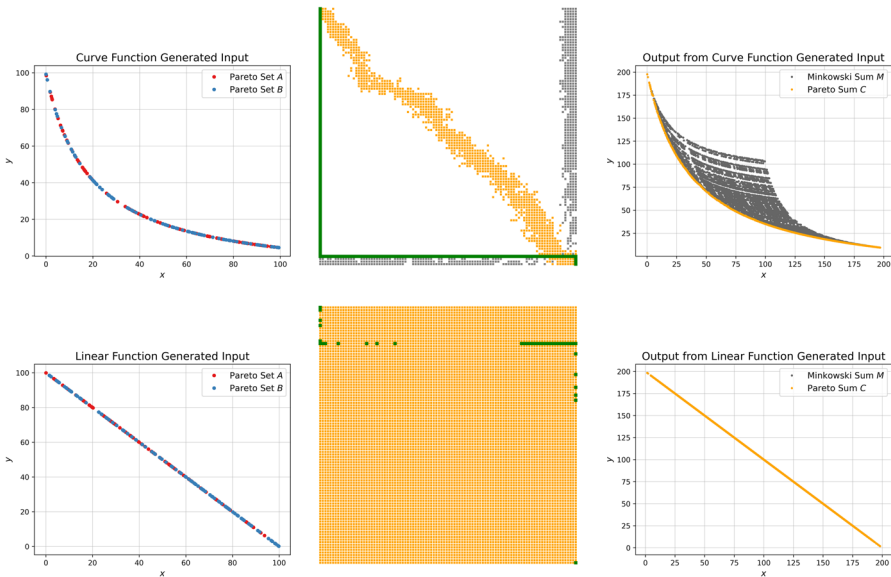 Curve Function Generated Input
Pareto Set A
Pareto Set B
100
80
60
40
20
0
y
0
20
40
60
80
100
x
Output from Curve Function Generated Input
Minkowski Sum M
Pareto Sum C
200
175
150
125
100
75
50
25
y
0
25
50
75
100
125
150
175
200
x
Linear Function Generated Input
Pareto Set A
Pareto Set B
100
80
60
40
20
0
y
0
20
40
60
80
100
x
Output from Linear Function Generated Input
Minkowski Sum M
Pareto Sum C
200
175
150
125
100
75
50
25
0
y
0
25
50
75
100
125
150
175
200
x